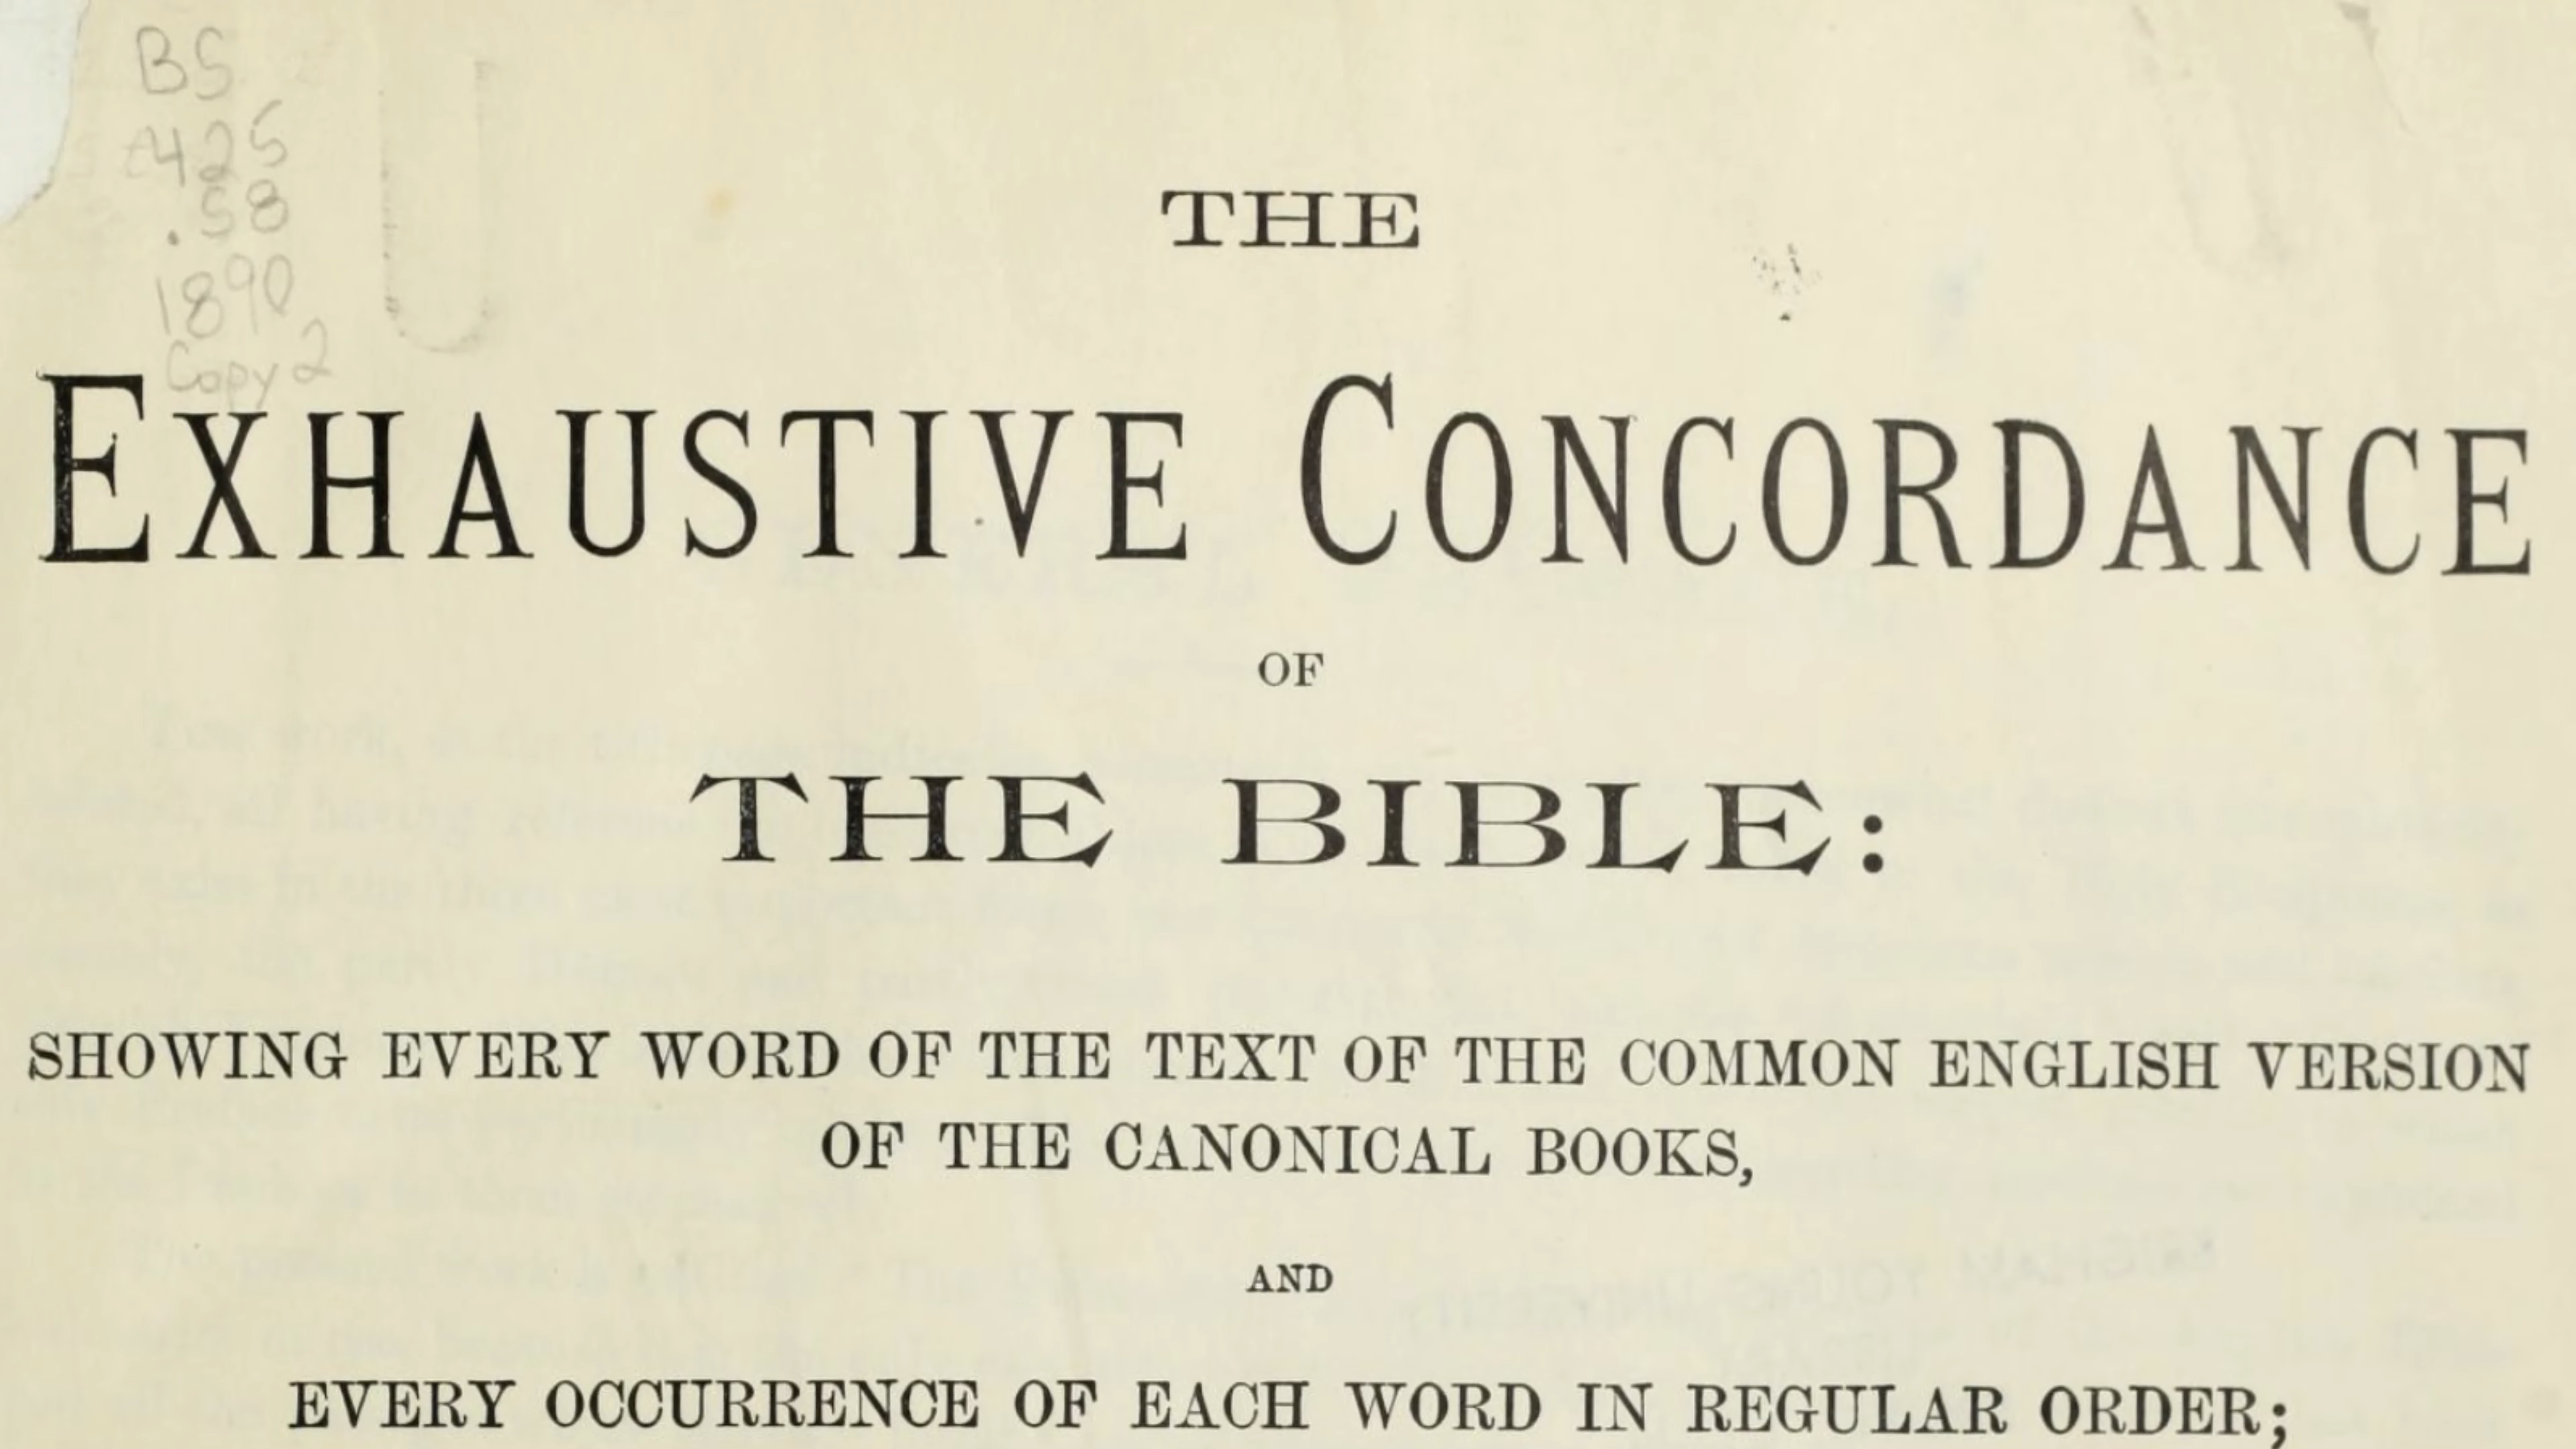 BS
425
.S8
1890
Copy 2
THE
EXHAUSTIVE CONCORDANCE
OF
THE BIBLE:
SHOWING EVERY WORD OF THE TEXT OF THE COMMON ENGLISH VERSION
OF THE CANONICAL BOOKS,
AND
EVERY OCCURRENCE OF EACH WORD IN REGULAR ORDER;